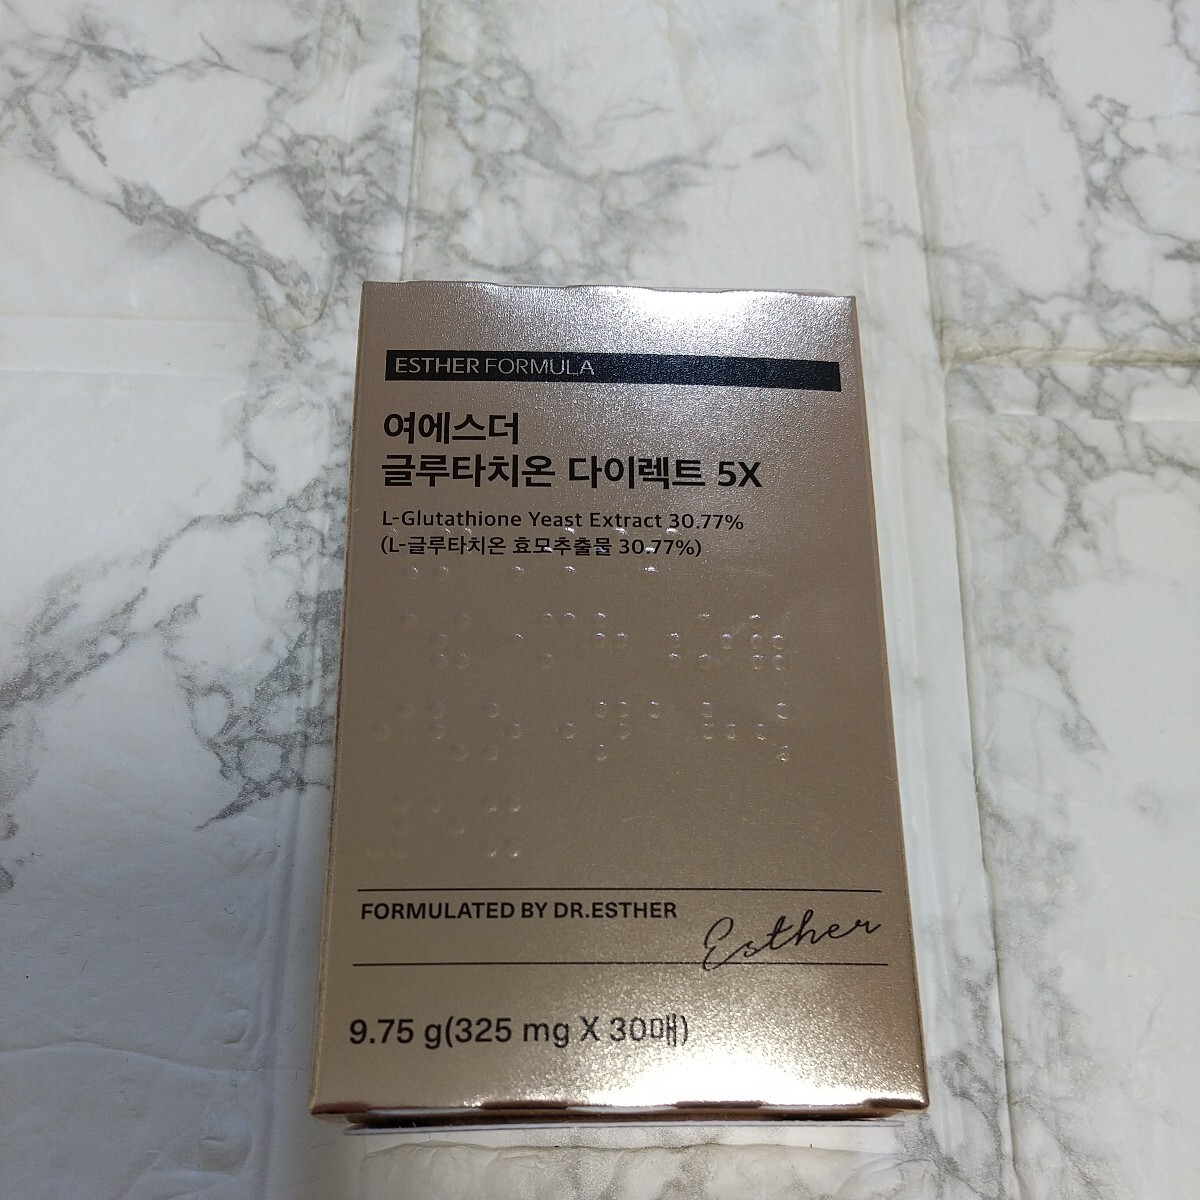 ESTHER FORMULA
여에스더
글루타치온 다이렉트 5X
L-Glutathione Yeast Extract 30.77%
(L-글루타치온 효모추출물 30.77%)
FORMULATED BY DR.ESTHER
Esther
9.75 g(325 mg X 30매)